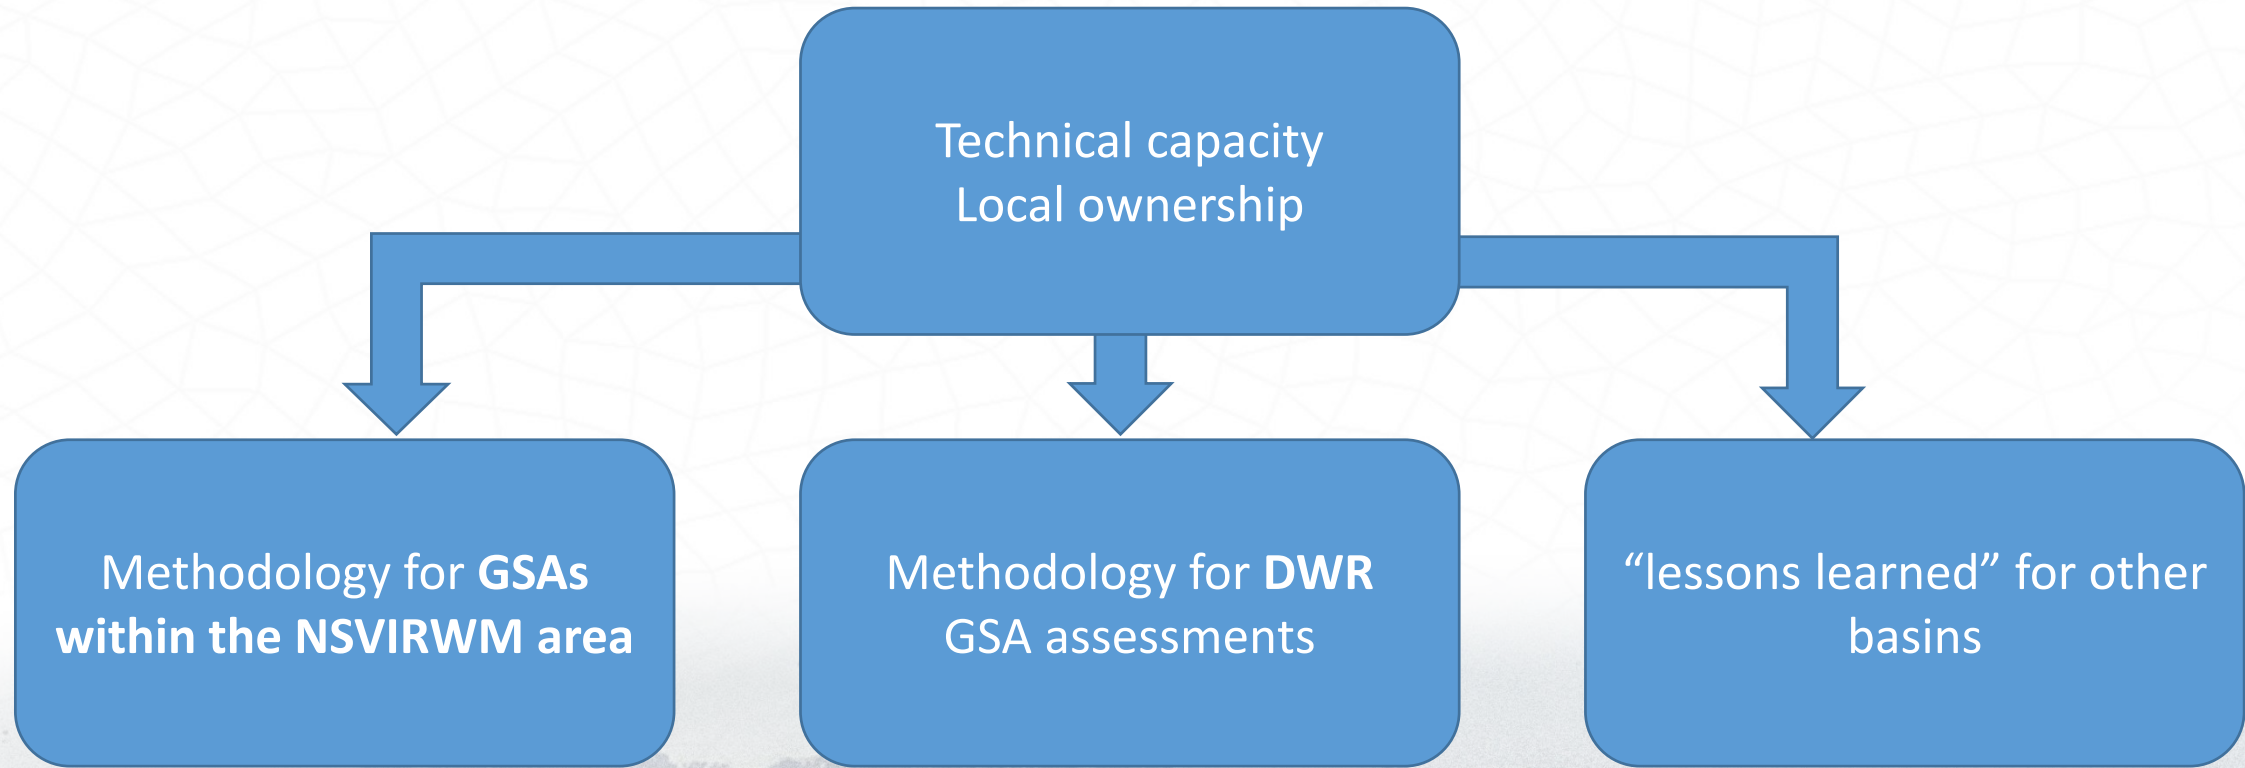 Technical capacity
Local ownership
Methodology for GSAs
within the NSVIRWM area
Methodology for DWR
GSA assessments
“lessons learned” for other
basins